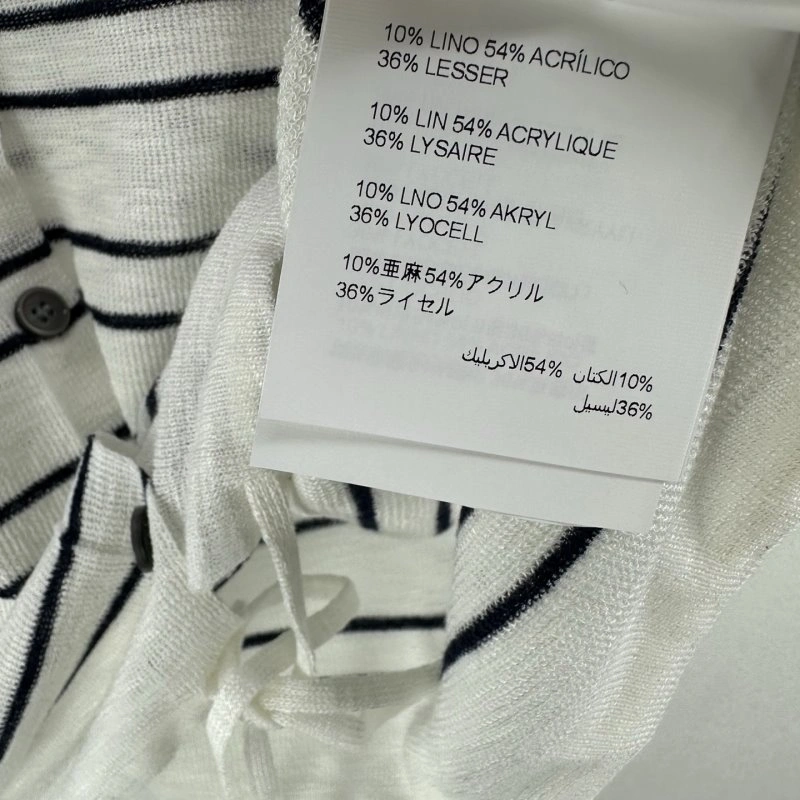 10% LINO 54% ACRÍLICO
36% LESSER
10% LIN 54% ACRYLIQUE
36% LYSAIRE
10% LNO 54% AKRYL
36% LYOCELL
10%亜麻54%アクリル
36%ライセル
10%الكتان 54%الاكريليك
36%ليسيل